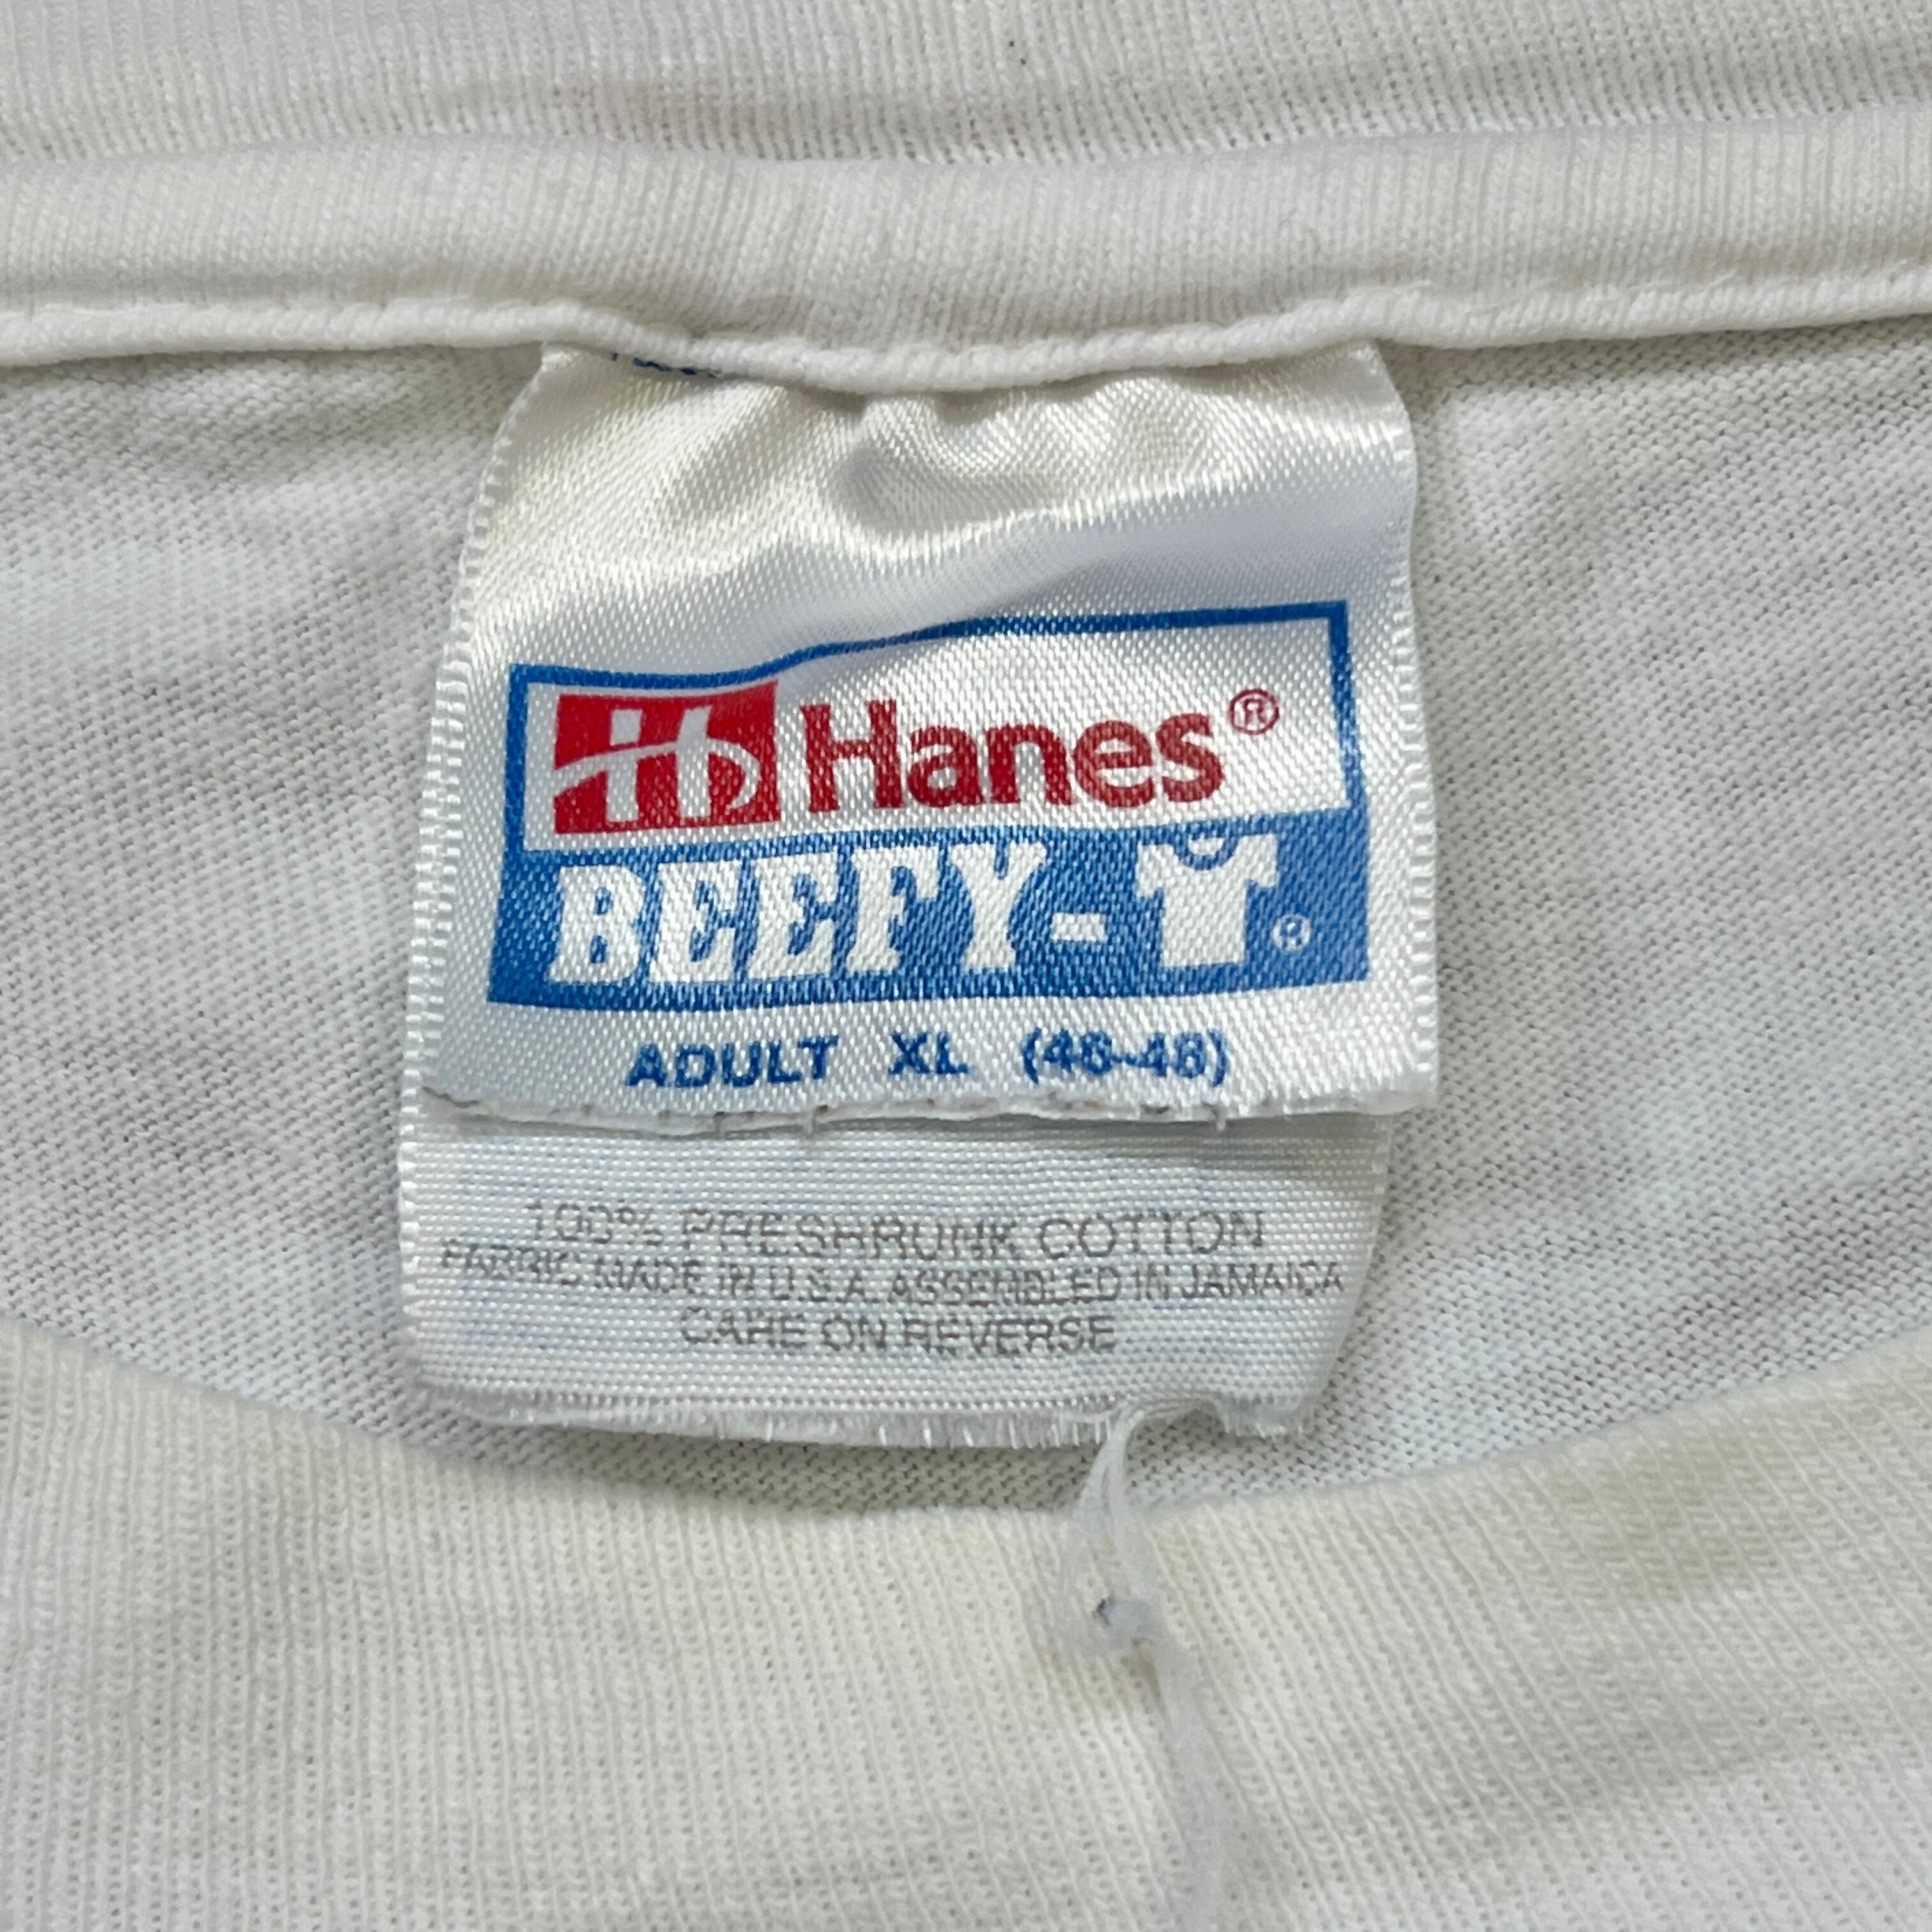 Hanes®
BEEFY-T®
ADULT XL (46-48)
100% PRESHRUNK COTTON
FABRIC MADE IN U.S.A. ASSEMBLED IN JAMAICA
CARE ON REVERSE